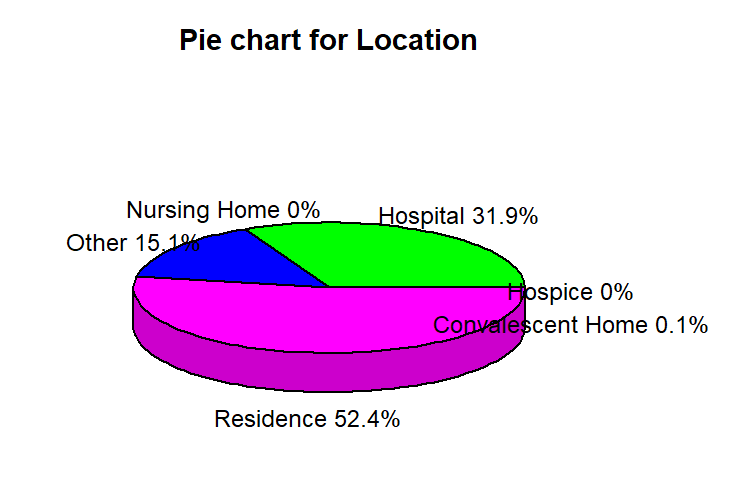 Pie chart for Location
Nursing Home 0%
Hospital 31.9%
Other 15.1%
Hospice 0%
Convalescent Home 0.1%
Residence 52.4%